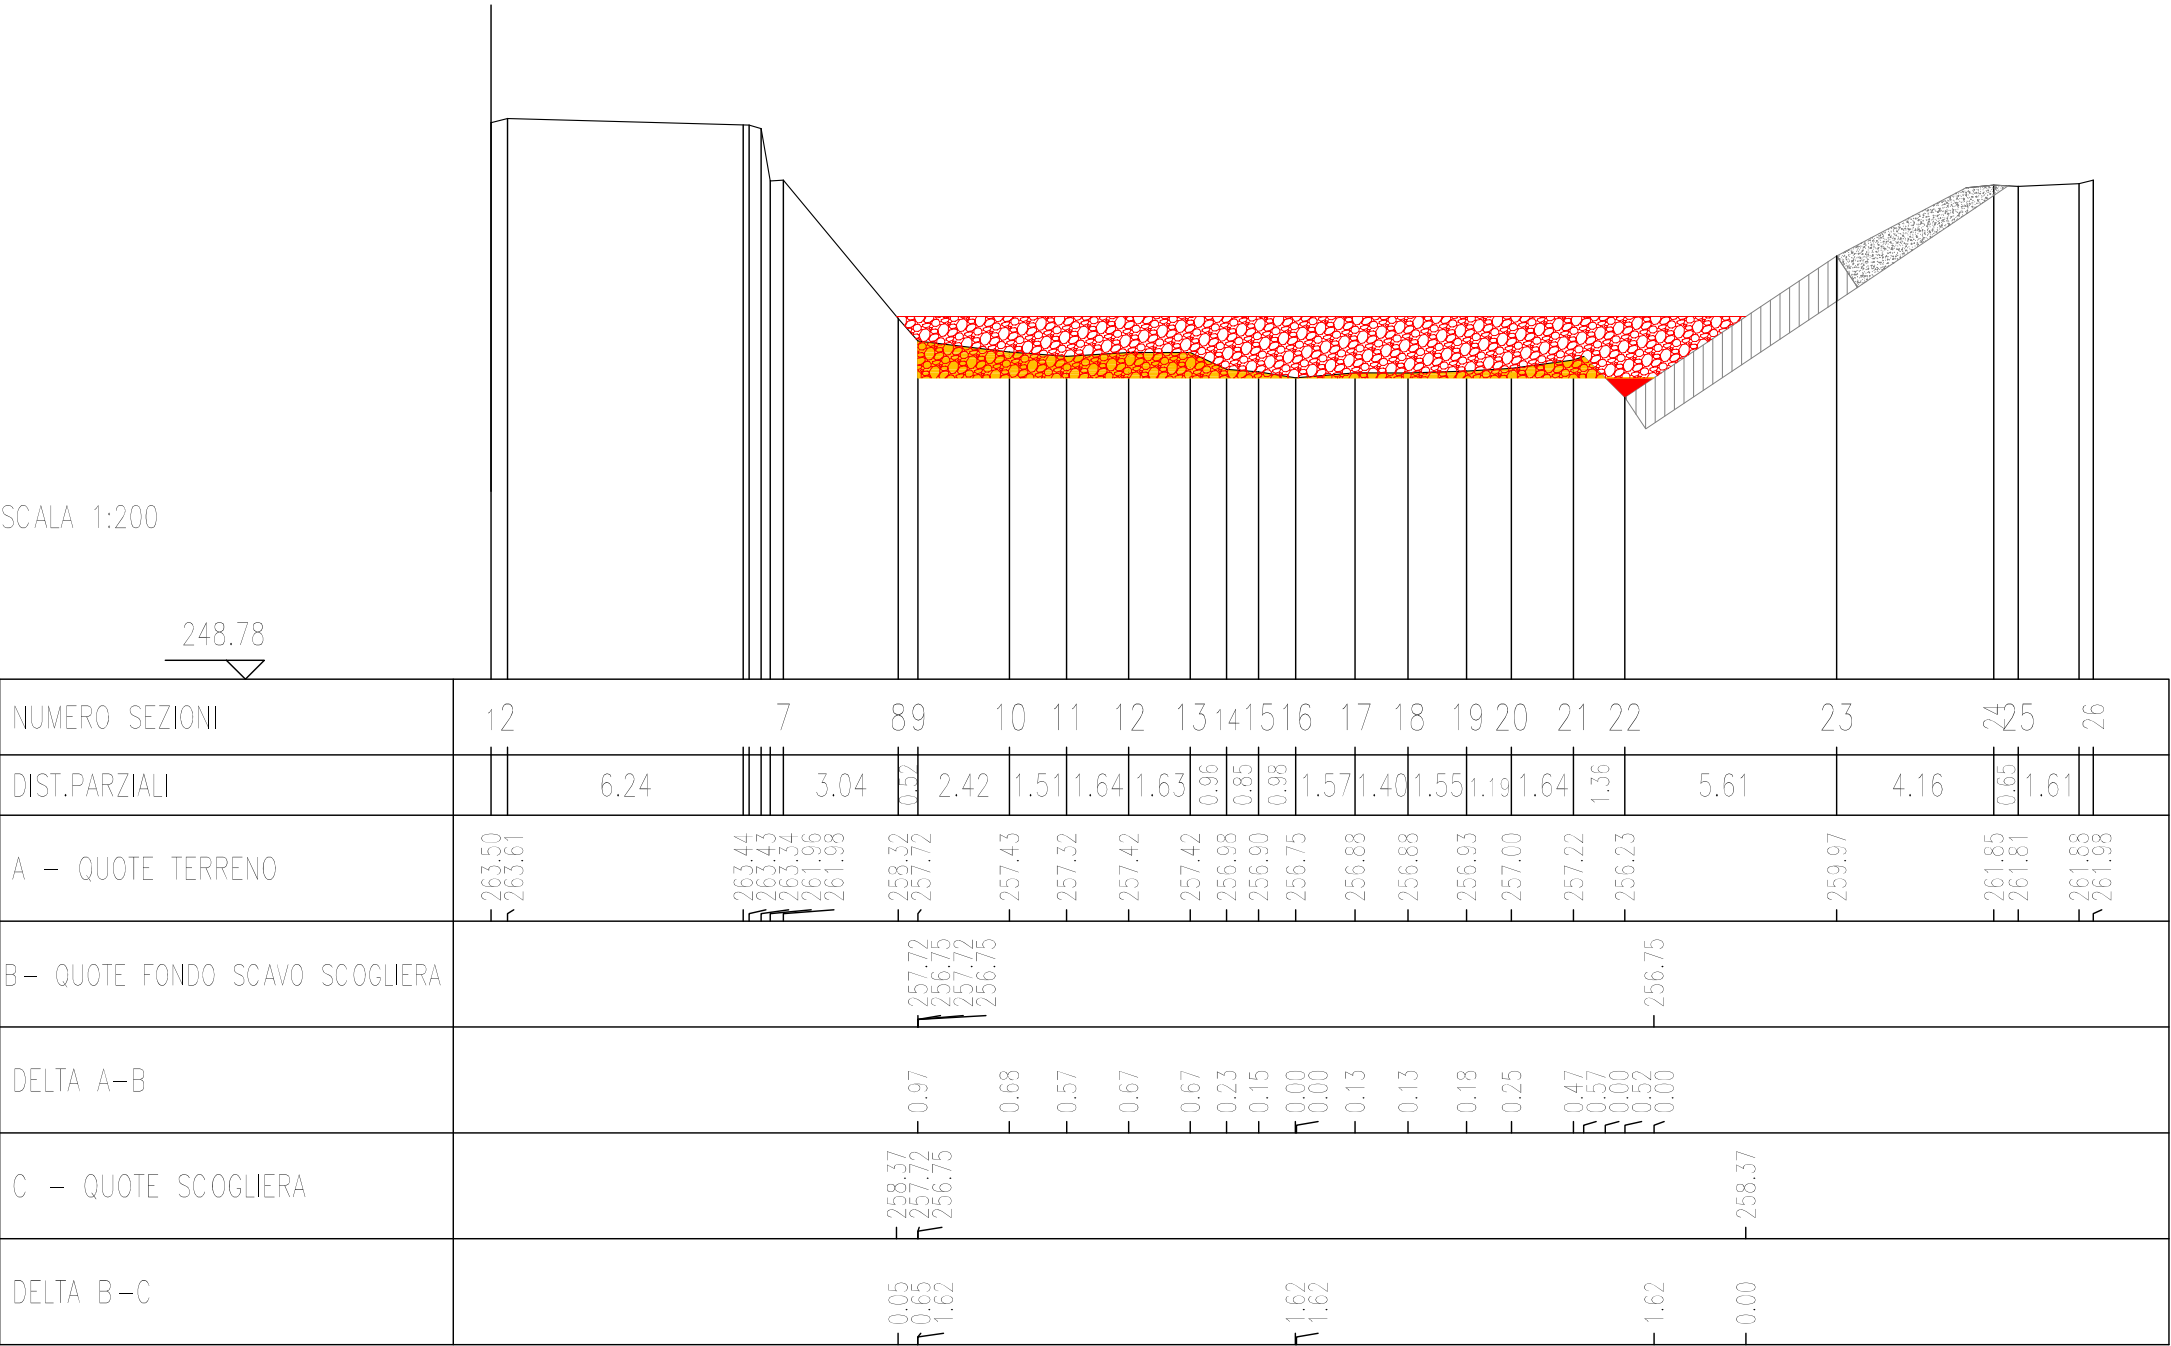 SCALA 1:200
248.78
NUMERO SEZIONI 1 2 7 8 9 10 11 12 13 14 15 16 17 18 19 20 21 22 23 24 25 26
DIST.PARZIALI 6.24 3.04 0.52 2.42 1.51 1.64 1.63 0.96 0.85 0.98 1.57 1.40 1.55 1.19 1.64 1.36 5.61 4.16 0.65 1.61
A - QUOTE TERRENO 263.50 263.61 263.44 263.43 263.34 261.96 261.98 258.32 257.72 257.43 257.32 257.42 257.42 256.98 256.90 256.75 256.88 256.88 256.93 257.00 257.22 256.23 259.97 261.85 261.81 261.88 261.98
B- QUOTE FONDO SCAVO SCOGLIERA 257.72 256.75 257.72 256.75 256.75
DELTA A-B 0.97 0.68 0.57 0.67 0.67 0.23 0.15 0.00 0.00 0.13 0.13 0.18 0.25 0.47 0.57 0.00 0.52 0.00
C - QUOTE SCOGLIERA 258.37 257.72 256.75 258.37
DELTA B-C 0.05 0.65 1.62 1.62 1.62 1.62 0.00